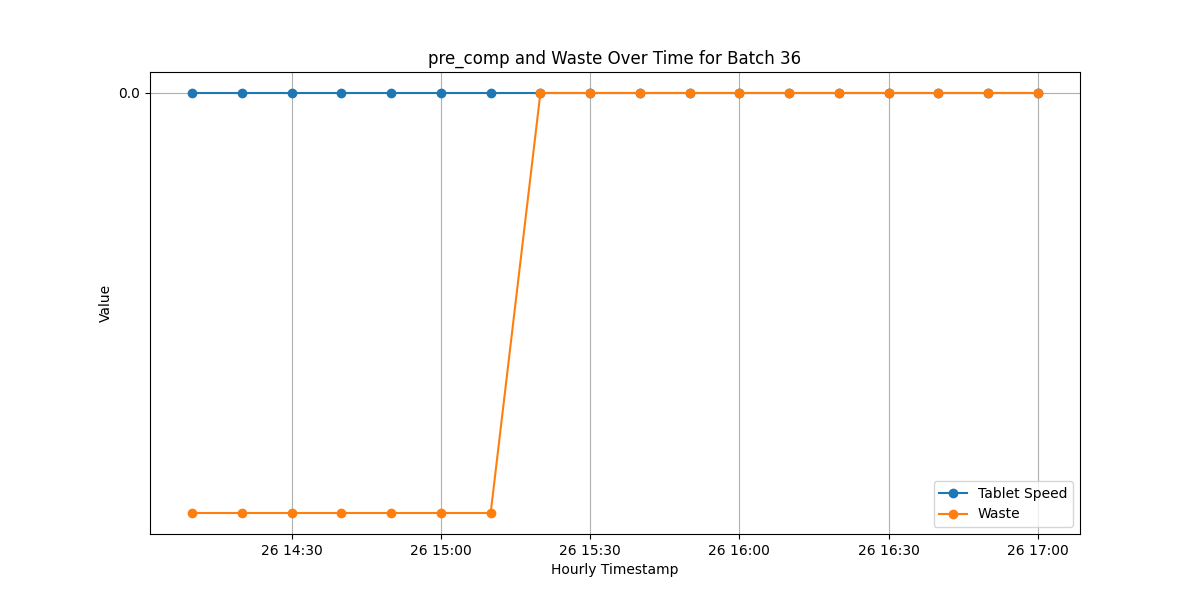 pre_comp and Waste Over Time for Batch 36
0.0
Value
Tablet Speed
Waste
26 14:30 26 15:00 26 15:30 26 16:00 26 16:30 26 17:00
Hourly Timestamp